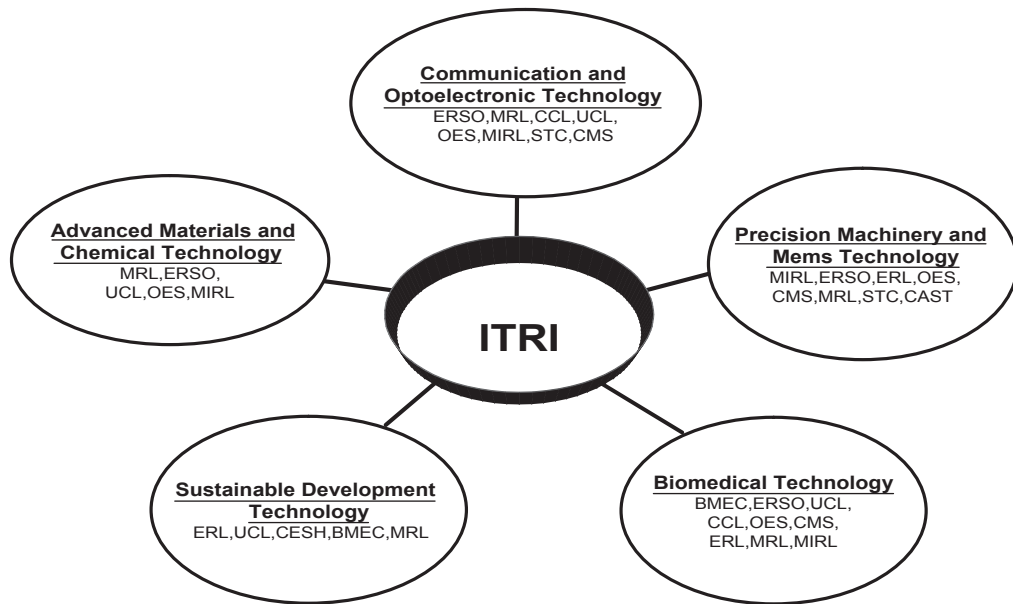 Communication and
Optoelectronic Technology
ERSO,MRL,CCL,UCL,
OES,MIRL,STC,CMS
Advanced Materials and
Chemical Technology
MRL,ERSO,
UCL,OES,MIRL
Precision Machinery and
Mems Technology
MIRL,ERSO,ERL,OES,
CMS,MRL,STC,CAST
ITRI
Sustainable Development
Technology
ERL,UCL,CESH,BMEC,MRL
Biomedical Technology
BMEC,ERSO,UCL,
CCL,OES,CMS,
ERL,MRL,MIRL